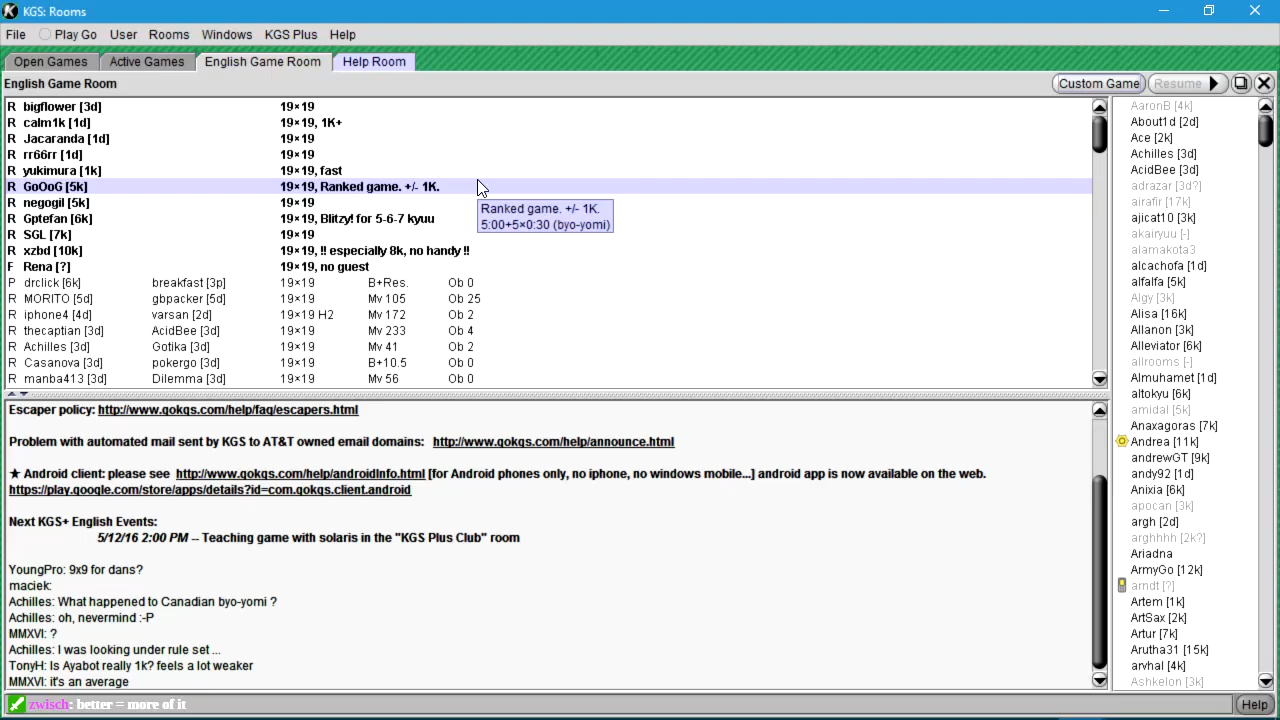 KGS: Rooms
File Play Go User Rooms Windows KGS Plus Help
Open Games Active Games English Game Room Help Room
English Game Room Custom Game Resume
R bigflower [3d] 19×19
R calm1k [1d] 19×19, 1K+
R Jacaranda [1d] 19×19
R rr66rr [1d] 19×19
R yukimura [1k] 19×19, fast
R GoOoG [5k] 19×19, Ranked game. +/- 1K.
R negogil [5k] 19×19
R Gptefan [6k] 19×19, Blitzy! for 5-6-7 kyuu
R SGL [7k] 19×19
R xzbd [10k] 19×19, !! especially 8k, no handy !!
F Rena [?] 19×19, no guest
P drclick [6k] breakfast [3p] 19×19 B+Res. Ob 0
R MORITO [5d] gbpacker [5d] 19×19 Mv 105 Ob 25
R iphone4 [4d] varsan [2d] 19×19 H2 Mv 172 Ob 2
R thecaptian [3d] AcidBee [3d] 19×19 Mv 233 Ob 4
R Achilles [3d] Gotika [3d] 19×19 Mv 41 Ob 2
R Casanova [3d] pokergo [3d] 19×19 B+10.5 Ob 0
R manba413 [3d] Dilemma [3d] 19×19 Mv 56 Ob 0
Ranked game. +/- 1K.
5:00+5×0:30 (byo-yomi)
Escaper policy: http://www.gokgs.com/help/faq/escapers.html
Problem with automated mail sent by KGS to AT&T owned email domains: http://www.gokgs.com/help/announce.html
★ Android client: please see http://www.gokgs.com/help/androidInfo.html [for Android phones only, no iphone, no windows mobile...] android app is now available on the web.
https://play.google.com/store/apps/details?id=com.gokgs.client.android
Next KGS+ English Events:
5/12/16 2:00 PM -- Teaching game with solaris in the "KGS Plus Club" room
YoungPro: 9x9 for dans?
maciek:
Achilles: What happened to Canadian byo-yomi ?
Achilles: oh, nevermind :-P
MMXVI: ?
Achilles: I was looking under rule set ...
TonyH: Is Ayabot really 1k? feels a lot weaker
MMXVI: it's an average
AaronB [4k]
About1d [2d]
Ace [2k]
Achilles [3d]
AcidBee [3d]
adrazar [3d?]
airafir [17k]
ajicat10 [3k]
akairyuu [-]
alamakota3
alcachofa [1d]
alfalfa [5k]
Algy [3k]
Alisa [16k]
Allanon [3k]
Alleviator [6k]
allrooms [-]
Almuhamet [1d]
altokyu [6k]
amidal [5k]
Anaxagoras [7k]
Andrea [11k]
andrewGT [9k]
andy92 [1d]
Anixia [6k]
apocan [3k]
argh [2d]
arghhhh [2k?]
Ariadna
ArmyGo [12k]
arndt [?]
Artem [1k]
ArtSax [2k]
Artur [7k]
Arutha31 [15k]
arvhal [4k]
Ashkelon [3k]
zwisch: better = more of it
Help